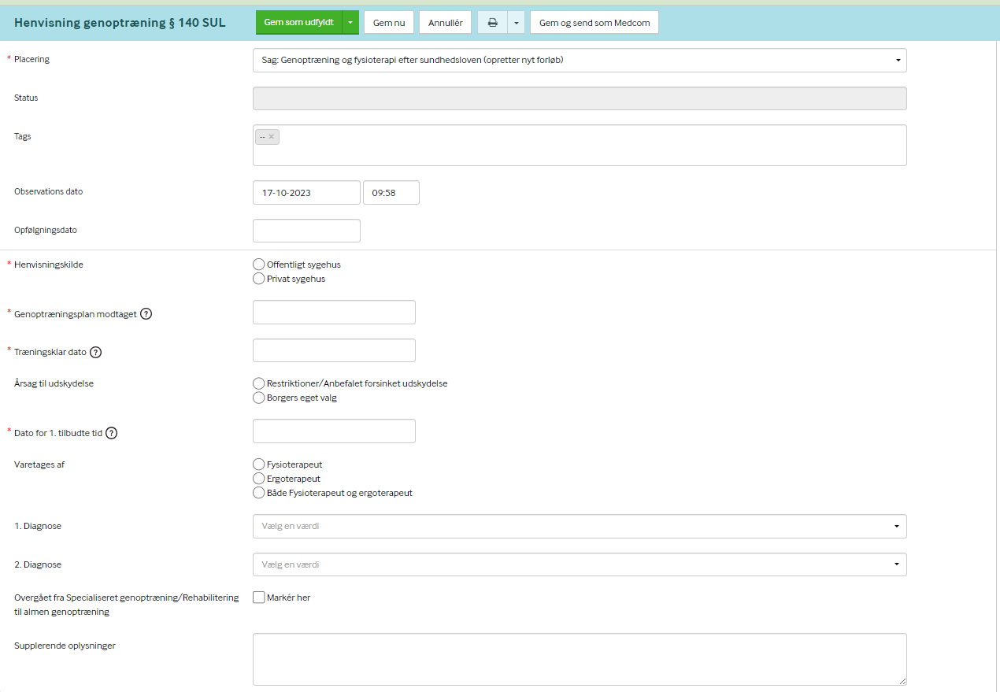 Henvisning genoptræning § 140 SUL
Gem som udfyldt
Gem nu
Annullér
Gem og send som Medcom
* Placering
Sag: Genoptræning og fysioterapi efter sundhedsloven (opretter nyt forløb)
Status
Tags
-- ×
Observations dato
17-10-2023
09:58
Opfølgningsdato
* Henvisningskilde
Offentligt sygehus
Privat sygehus
* Genoptræningsplan modtaget ?
* Træningsklar dato ?
Årsag til udskydelse
Restriktioner/Anbefalet forsinket udskydelse
Borgers eget valg
* Dato for 1. tilbudte tid ?
Varetages af
Fysioterapeut
Ergoterapeut
Både Fysioterapeut og ergoterapeut
1. Diagnose
Vælg en værdi
2. Diagnose
Vælg en værdi
Overgået fra Specialiseret genoptræning/Rehabilitering
til almen genoptræning
Markér her
Supplerende oplysninger